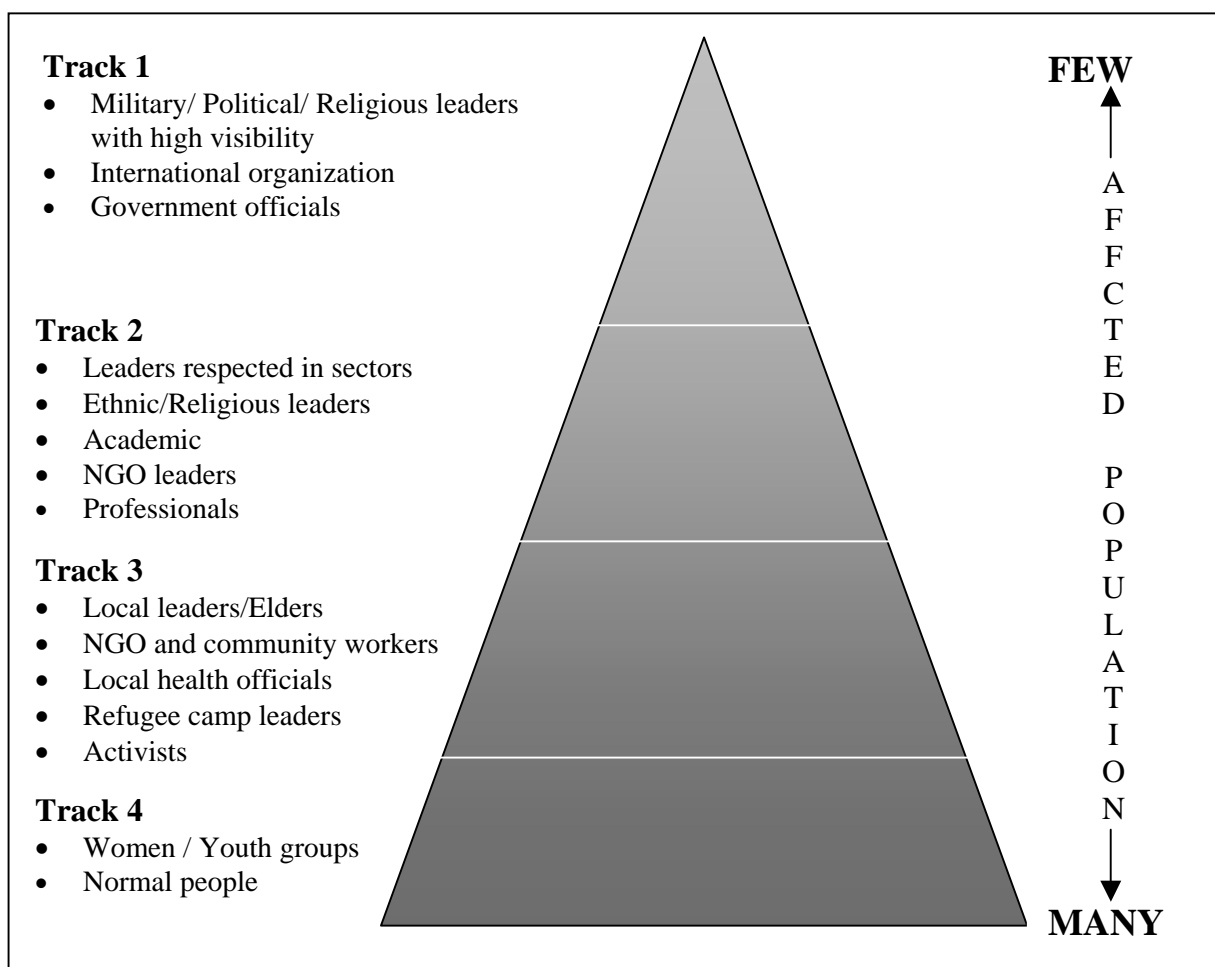 Track 1
• Military/ Political/ Religious leaders
with high visibility
• International organization
• Government officials
Track 2
• Leaders respected in sectors
• Ethnic/Religious leaders
• Academic
• NGO leaders
• Professionals
Track 3
• Local leaders/Elders
• NGO and community workers
• Local health officials
• Refugee camp leaders
• Activists
Track 4
• Women / Youth groups
• Normal people
FEW
A
F
F
C
T
E
D
P
O
P
U
L
A
T
I
O
N
MANY